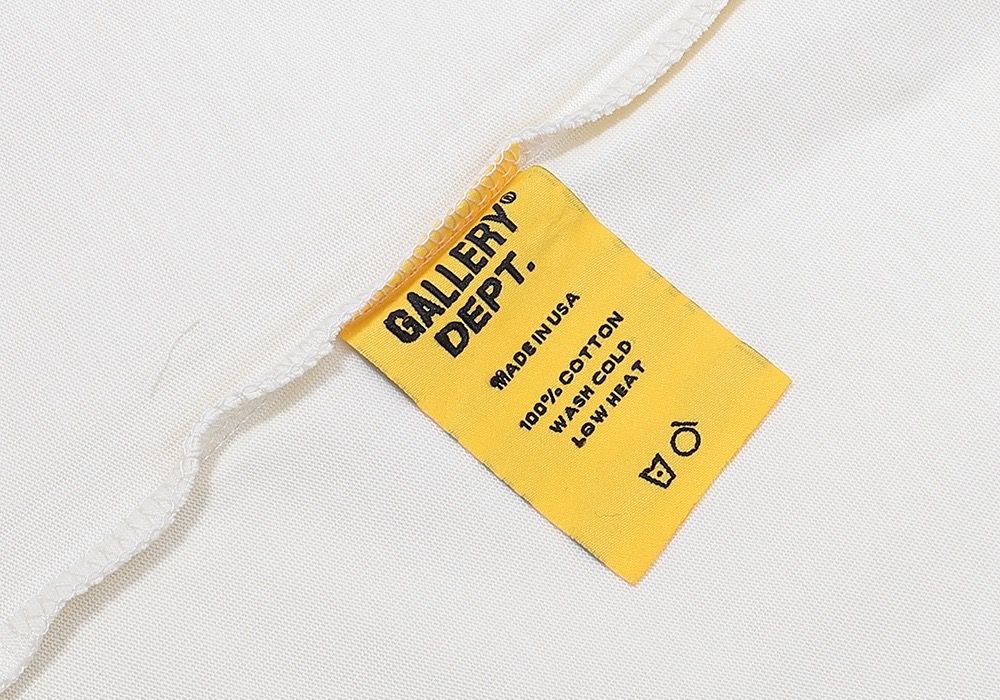 GALLERY®
DEPT.
MADE IN USA
100% COTTON
WASH COLD
LOW HEAT